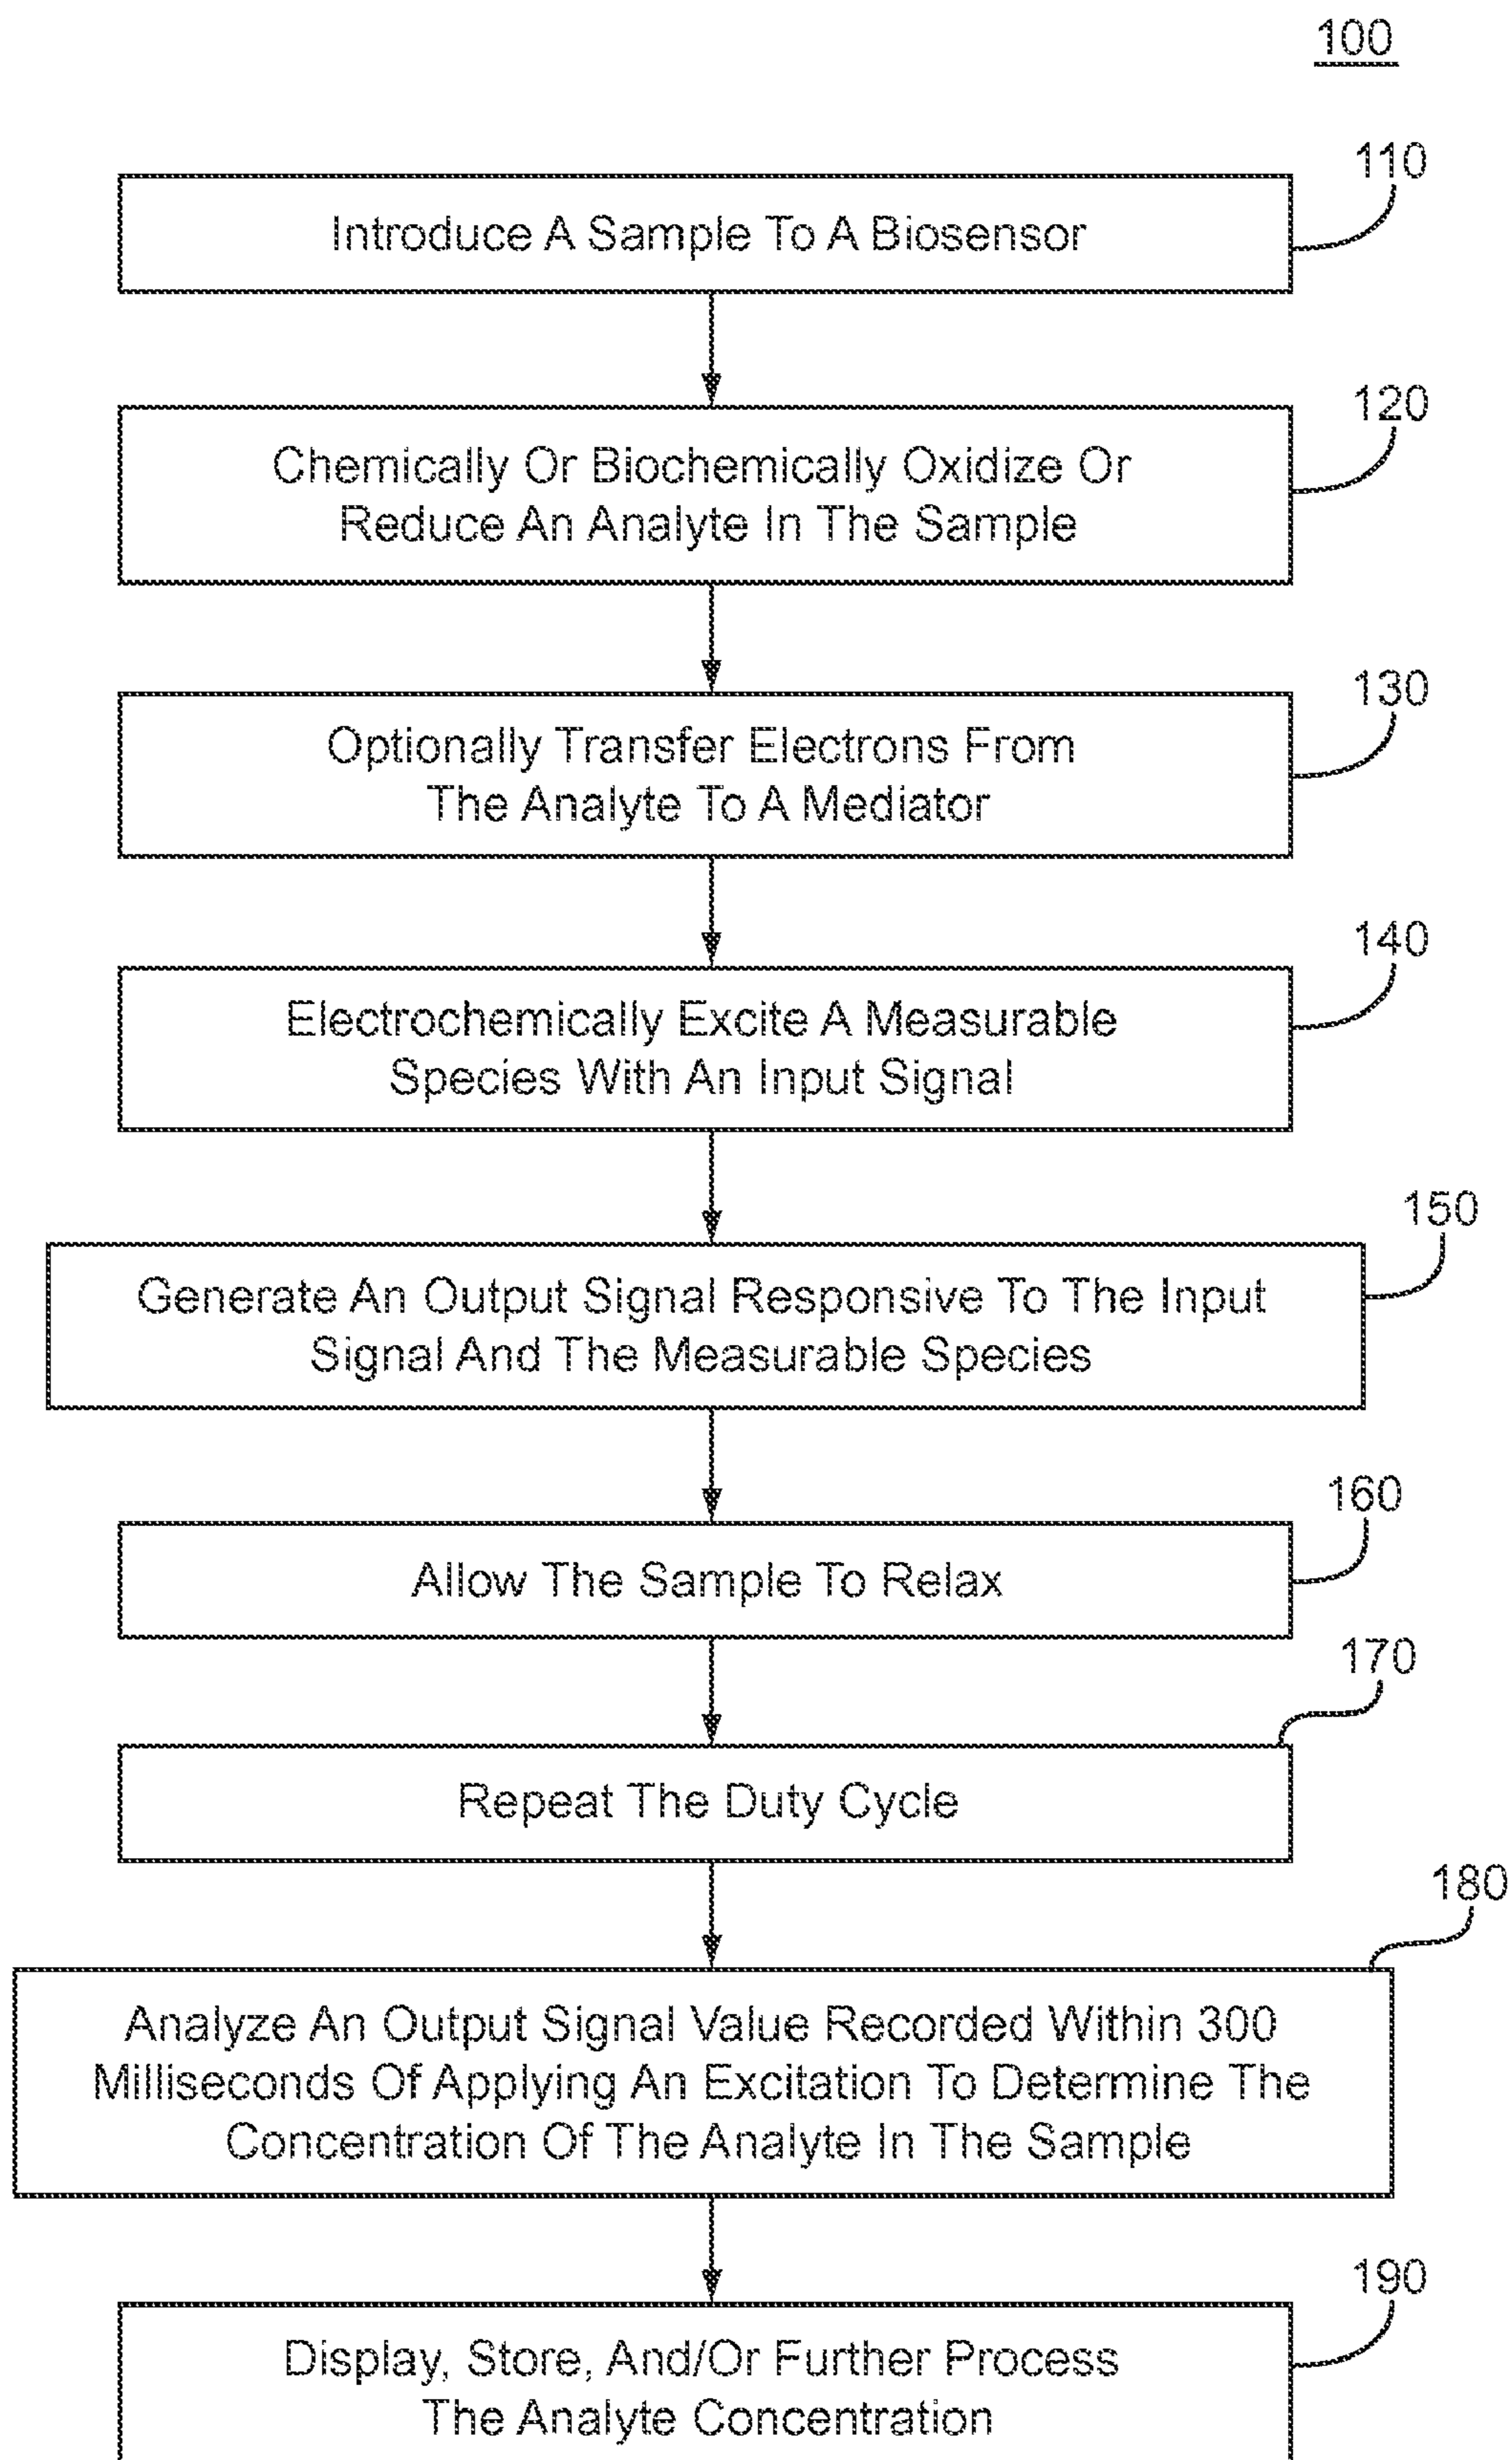 100
110
Introduce A Sample To A Biosensor
120
Chemically Or Biochemically Oxidize Or
Reduce An Analyte In The Sample
130
Optionally Transfer Electrons From
The Analyte To A Mediator
140
Electrochemically Excite A Measurable
Species With An Input Signal
150
Generate An Output Signal Responsive To The Input
Signal And The Measurable Species
160
Allow The Sample To Relax
170
Repeat The Duty Cycle
180
Analyze An Output Signal Value Recorded Within 300
Milliseconds Of Applying An Excitation To Determine The
Concentration Of The Analyte In The Sample
190
Display, Store, And/Or Further Process
The Analyte Concentration